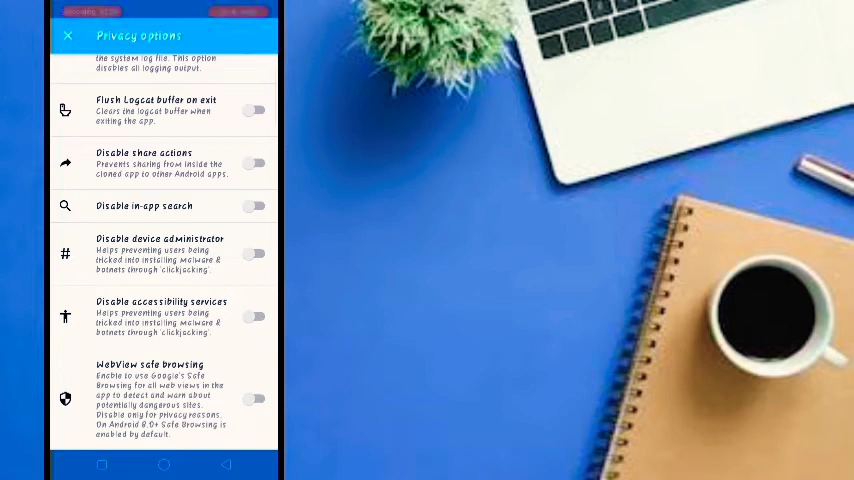 Privacy options
the system log file. This option
disables all logging output.
Flush Logcat buffer on exit
Clears the logcat buffer when
exiting the app.
Disable share actions
Prevents sharing from inside the
cloned app to other Android apps.
Disable in-app search
Disable device administrator
Helps preventing users being
tricked into installing malware &
botnets through 'clickjacking'.
Disable accessibility services
Helps preventing users being
tricked into installing malware &
botnets through 'clickjacking'.
WebView safe browsing
Enable to use Google's Safe
Browsing for all web views in the
app to detect and warn about
potentially dangerous sites.
Disable only for privacy reasons.
On Android 8.0+ Safe Browsing is
enabled by default.